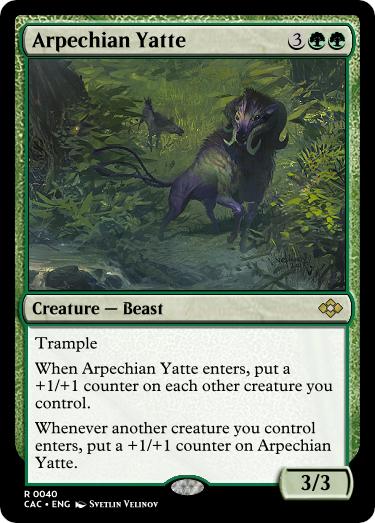 Arpechian Yatte 3
Creature — Beast
Trample
When Arpechian Yatte enters, put a
+1/+1 counter on each other creature you
control.
Whenever another creature you control
enters, put a +1/+1 counter on Arpechian
Yatte.
3/3
R 0040
CAC • ENG Svetlin Velinov